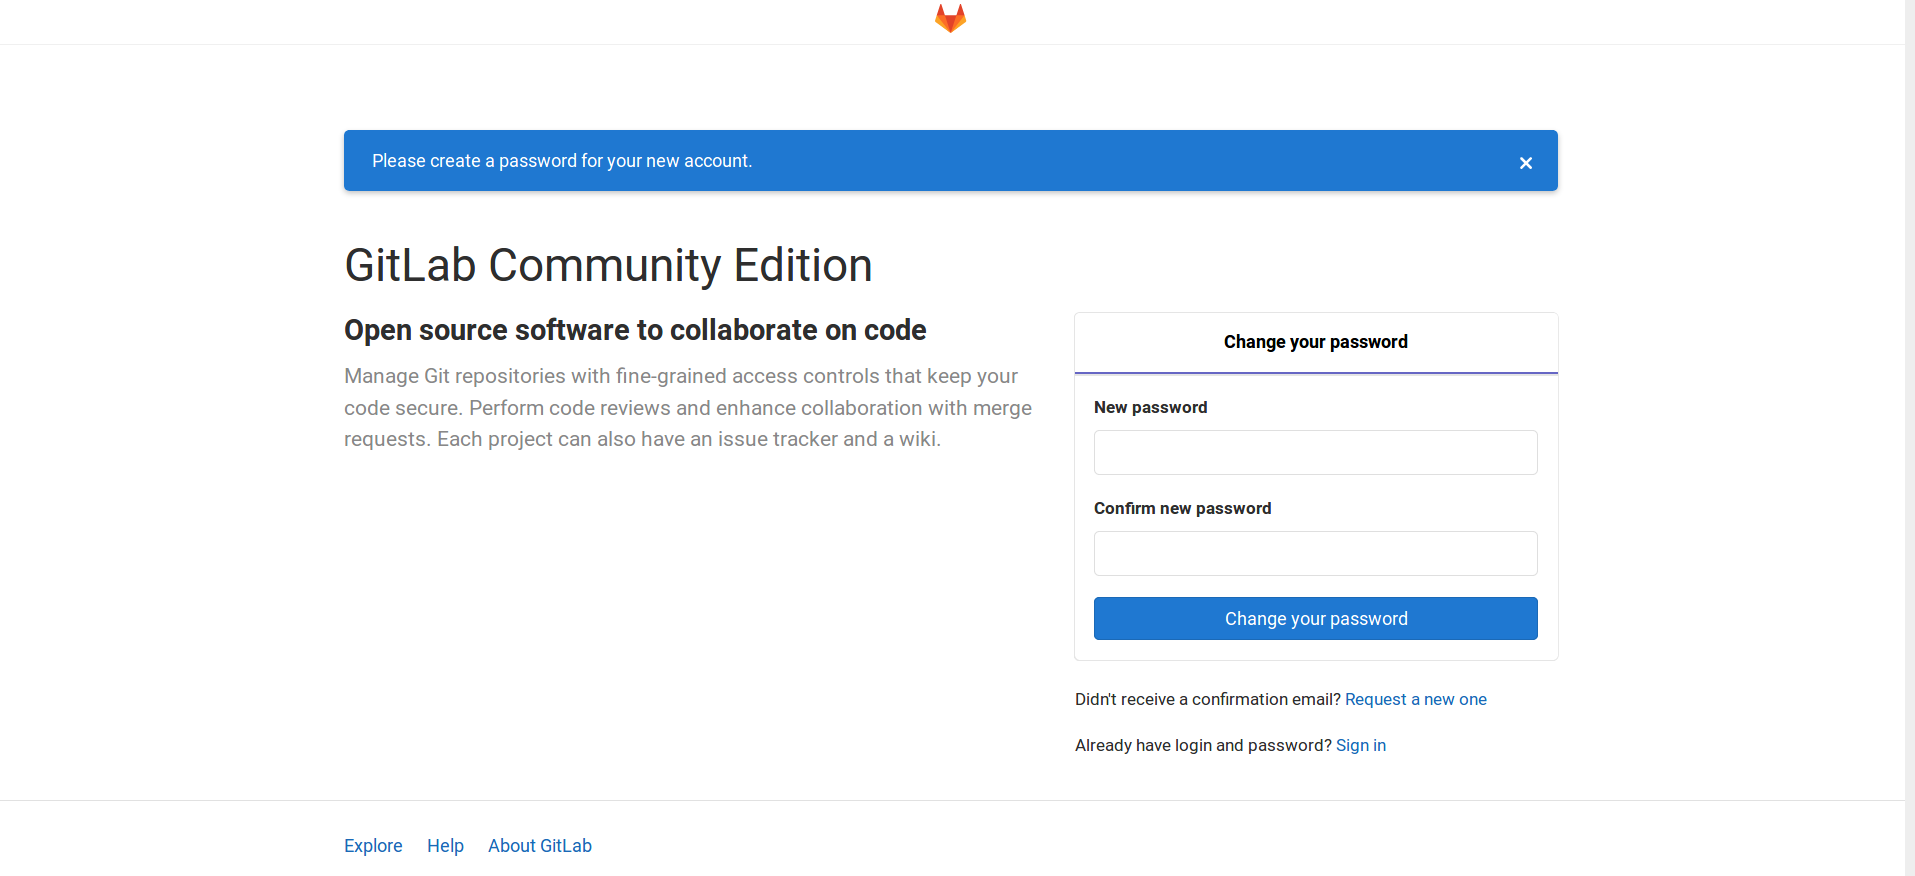 Please create a password for your new account.
GitLab Community Edition
Open source software to collaborate on code
Manage Git repositories with fine-grained access controls that keep your
code secure. Perform code reviews and enhance collaboration with merge
requests. Each project can also have an issue tracker and a wiki.
Change your password
New password
Confirm new password
Change your password
Didn't receive a confirmation email? Request a new one
Already have login and password? Sign in
Explore Help About GitLab